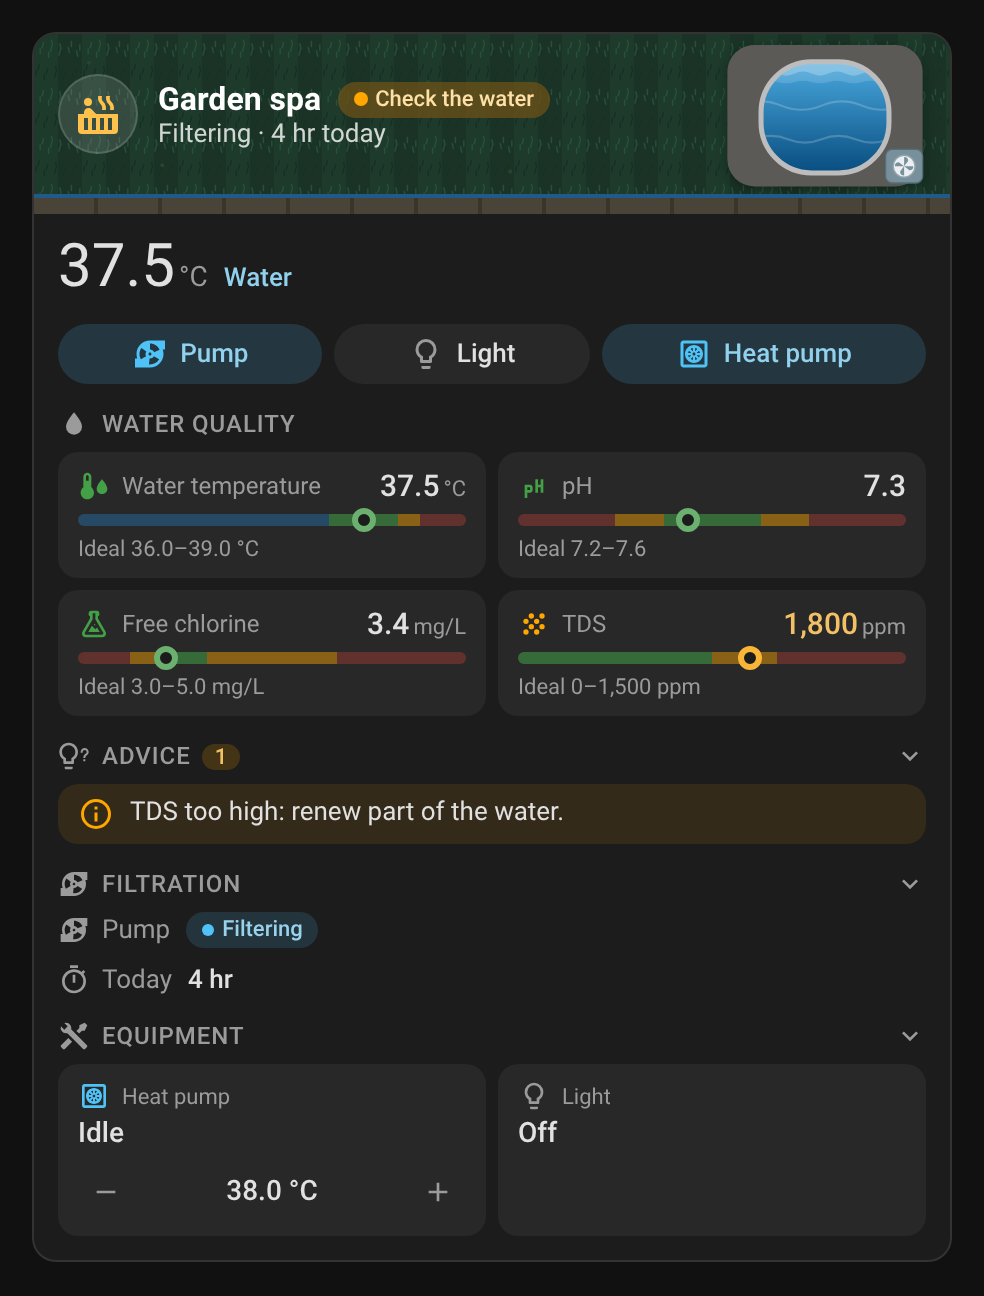 Garden spa
Check the water
Filtering · 4 hr today
37.5 °C Water
Pump
Light
Heat pump
WATER QUALITY
Water temperature 37.5 °C
Ideal 36.0–39.0 °C
pH pH 7.3
Ideal 7.2–7.6
Free chlorine 3.4 mg/L
Ideal 3.0–5.0 mg/L
TDS 1,800 ppm
Ideal 0–1,500 ppm
? ADVICE 1
TDS too high: renew part of the water.
FILTRATION
Pump Filtering
Today 4 hr
EQUIPMENT
Heat pump
Idle
− 38.0 °C +
Light
Off